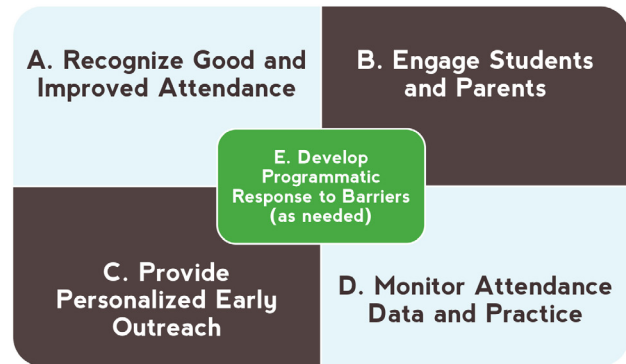 A. Recognize Good and
Improved Attendance
B. Engage Students
and Parents
E. Develop
Programmatic
Response to Barriers
(as needed)
C. Provide
Personalized Early
Outreach
D. Monitor Attendance
Data and Practice